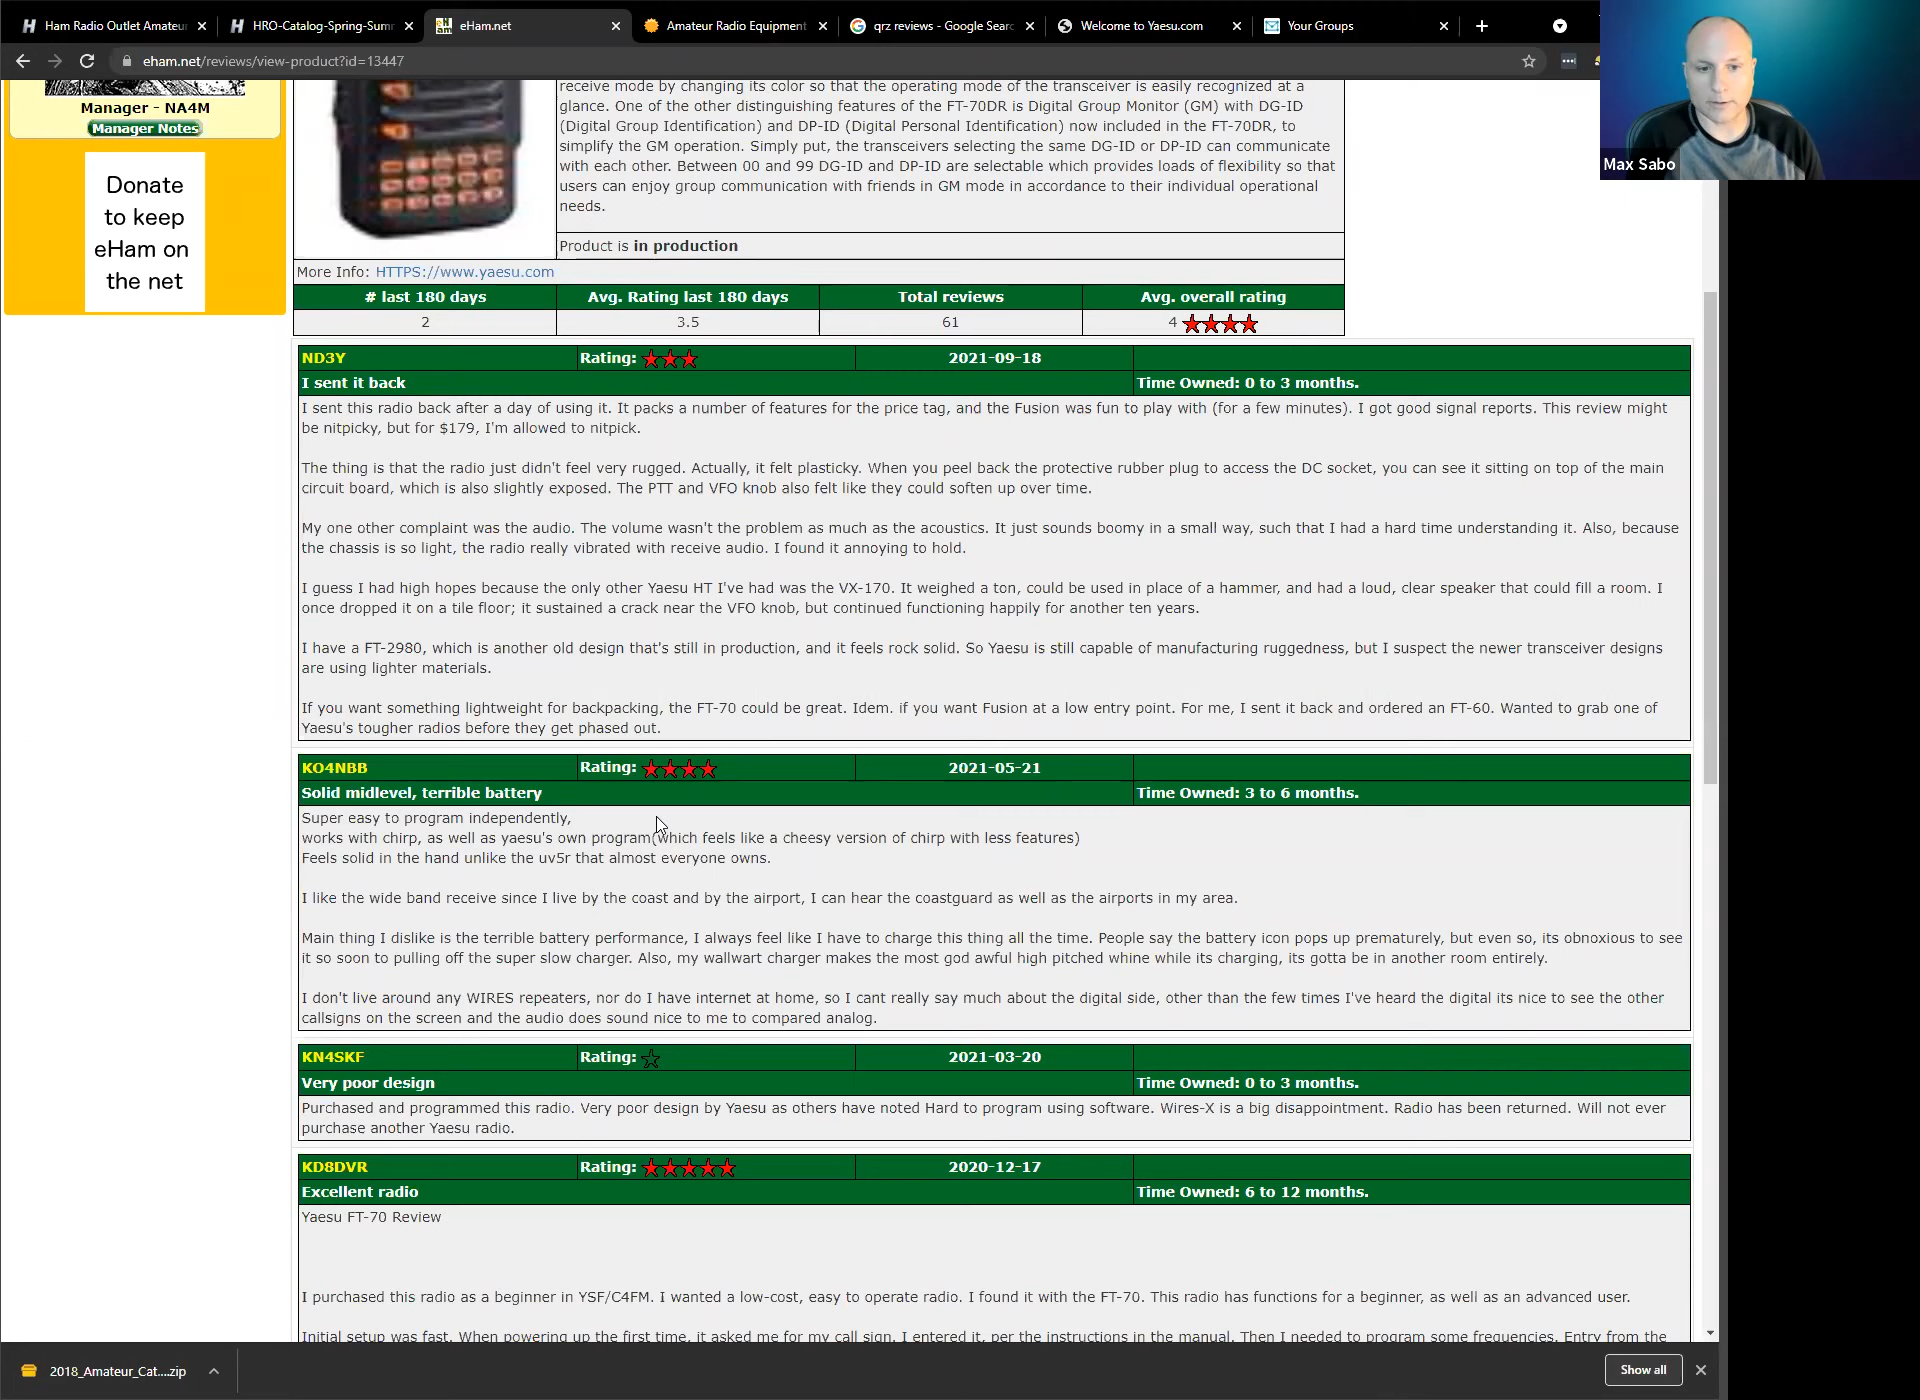 Ham Radio Outlet Amateu
HRO-Catalog-Spring-Sumr
eHam.net
Amateur Radio Equipment
qrz reviews - Google Searc
Welcome to Yaesu.com
Your Groups
eham.net/reviews/view-product?id=13447
Max Sabo
Manager - NA4M
Manager Notes
Donate
to keep
eHam on
the net
receive mode by changing its color so that the operating mode of the transceiver is easily recognized at a
glance. One of the other distinguishing features of the FT-70DR is Digital Group Monitor (GM) with DG-ID
(Digital Group Identification) and DP-ID (Digital Personal Identification) now included in the FT-70DR, to
simplify the GM operation. Simply put, the transceivers selecting the same DG-ID or DP-ID can communicate
with each other. Between 00 and 99 DG-ID and DP-ID are selectable which provides loads of flexibility so that
users can enjoy group communication with friends in GM mode in accordance to their individual operational
needs.
Product is in production
More Info: HTTPS://www.yaesu.com
# last 180 days Avg. Rating last 180 days Total reviews Avg. overall rating
2 3.5 61 4
ND3Y Rating: 2021-09-18
I sent it back Time Owned: 0 to 3 months.
I sent this radio back after a day of using it. It packs a number of features for the price tag, and the Fusion was fun to play with (for a few minutes). I got good signal reports. This review might
be nitpicky, but for $179, I'm allowed to nitpick.
The thing is that the radio just didn't feel very rugged. Actually, it felt plasticky. When you peel back the protective rubber plug to access the DC socket, you can see it sitting on top of the main
circuit board, which is also slightly exposed. The PTT and VFO knob also felt like they could soften up over time.
My one other complaint was the audio. The volume wasn't the problem as much as the acoustics. It just sounds boomy in a small way, such that I had a hard time understanding it. Also, because
the chassis is so light, the radio really vibrated with receive audio. I found it annoying to hold.
I guess I had high hopes because the only other Yaesu HT I've had was the VX-170. It weighed a ton, could be used in place of a hammer, and had a loud, clear speaker that could fill a room. I
once dropped it on a tile floor; it sustained a crack near the VFO knob, but continued functioning happily for another ten years.
I have a FT-2980, which is another old design that's still in production, and it feels rock solid. So Yaesu is still capable of manufacturing ruggedness, but I suspect the newer transceiver designs
are using lighter materials.
If you want something lightweight for backpacking, the FT-70 could be great. Idem. if you want Fusion at a low entry point. For me, I sent it back and ordered an FT-60. Wanted to grab one of
Yaesu's tougher radios before they get phased out.
KO4NBB Rating: 2021-05-21
Solid midlevel, terrible battery Time Owned: 3 to 6 months.
Super easy to program independently,
works with chirp, as well as yaesu's own program(which feels like a cheesy version of chirp with less features)
Feels solid in the hand unlike the uv5r that almost everyone owns.
I like the wide band receive since I live by the coast and by the airport, I can hear the coastguard as well as the airports in my area.
Main thing I dislike is the terrible battery performance, I always feel like I have to charge this thing all the time. People say the battery icon pops up prematurely, but even so, its obnoxious to see
it so soon to pulling off the super slow charger. Also, my wallwart charger makes the most god awful high pitched whine while its charging, its gotta be in another room entirely.
I don't live around any WIRES repeaters, nor do I have internet at home, so I cant really say much about the digital side, other than the few times I've heard the digital its nice to see the other
callsigns on the screen and the audio does sound nice to me to compared analog.
KN4SKF Rating: 2021-03-20
Very poor design Time Owned: 0 to 3 months.
Purchased and programmed this radio. Very poor design by Yaesu as others have noted Hard to program using software. Wires-X is a big disappointment. Radio has been returned. Will not ever
purchase another Yaesu radio.
KD8DVR Rating: 2020-12-17
Excellent radio Time Owned: 6 to 12 months.
Yaesu FT-70 Review
I purchased this radio as a beginner in YSF/C4FM. I wanted a low-cost, easy to operate radio. I found it with the FT-70. This radio has functions for a beginner, as well as an advanced user.
Initial setup was fast. When powering up the first time, it asked me for my call sign. I entered it, per the instructions in the manual. Then I needed to program some frequencies. Entry from the
2018_Amateur_Cat....zip
Show all